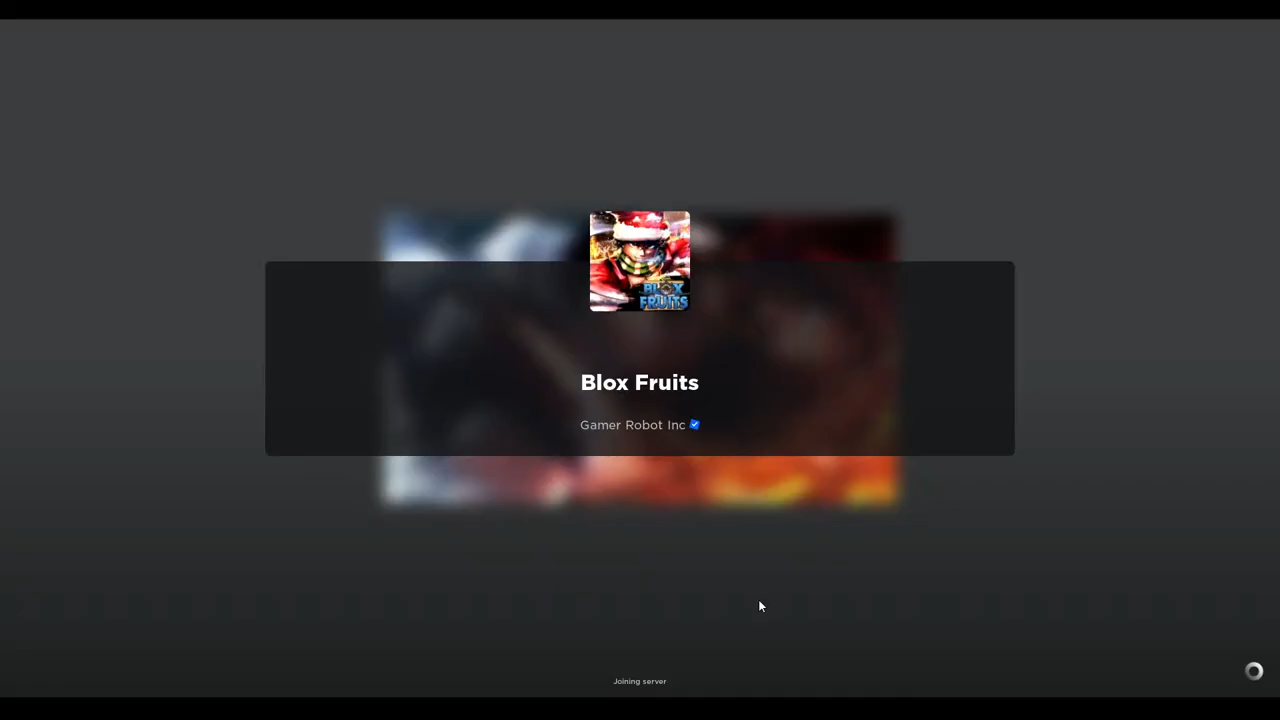 BLOX
FRUITS
Blox Fruits
Gamer Robot Inc
Joining server